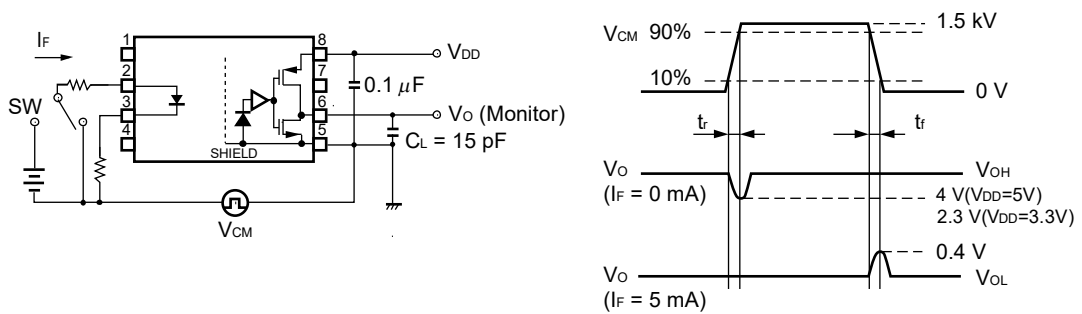 IF
SW
1
2
3
4
8
7
6
5
SHIELD
VDD
0.1 μF
VO (Monitor)
CL = 15 pF
VCM
VCM 90%
10%
1.5 kV
0 V
tr
tf
VO
(IF = 0 mA)
VOH
4 V(VDD=5V)
2.3 V(VDD=3.3V)
0.4 V
VO
(IF = 5 mA)
VOL